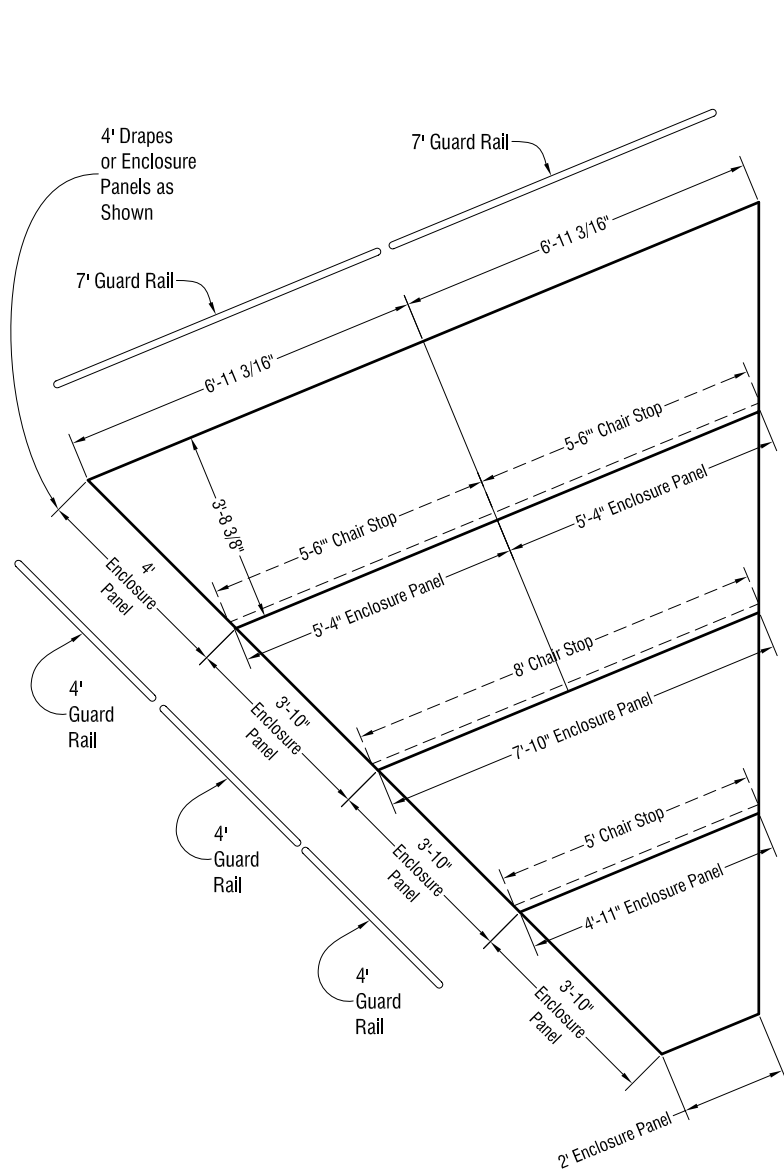 4' Drapes
or Enclosure
Panels as
Shown
7' Guard Rail
6'-11 3/16"
7' Guard Rail
6'-11 3/16"
5-6"' Chair Stop
3'-8 3/8"
5'-4" Enclosure Panel
5-6"' Chair Stop
4'
Enclosure
Panel
5'-4" Enclosure Panel
8' Chair Stop
4'
Guard
Rail
3'-10"
Enclosure
Panel
7'-10" Enclosure Panel
5' Chair Stop
4'
Guard
Rail
3'-10"
Enclosure
Panel
4'-11" Enclosure Panel
4'
Guard
Rail
3'-10"
Enclosure
Panel
2' Enclosure Panel